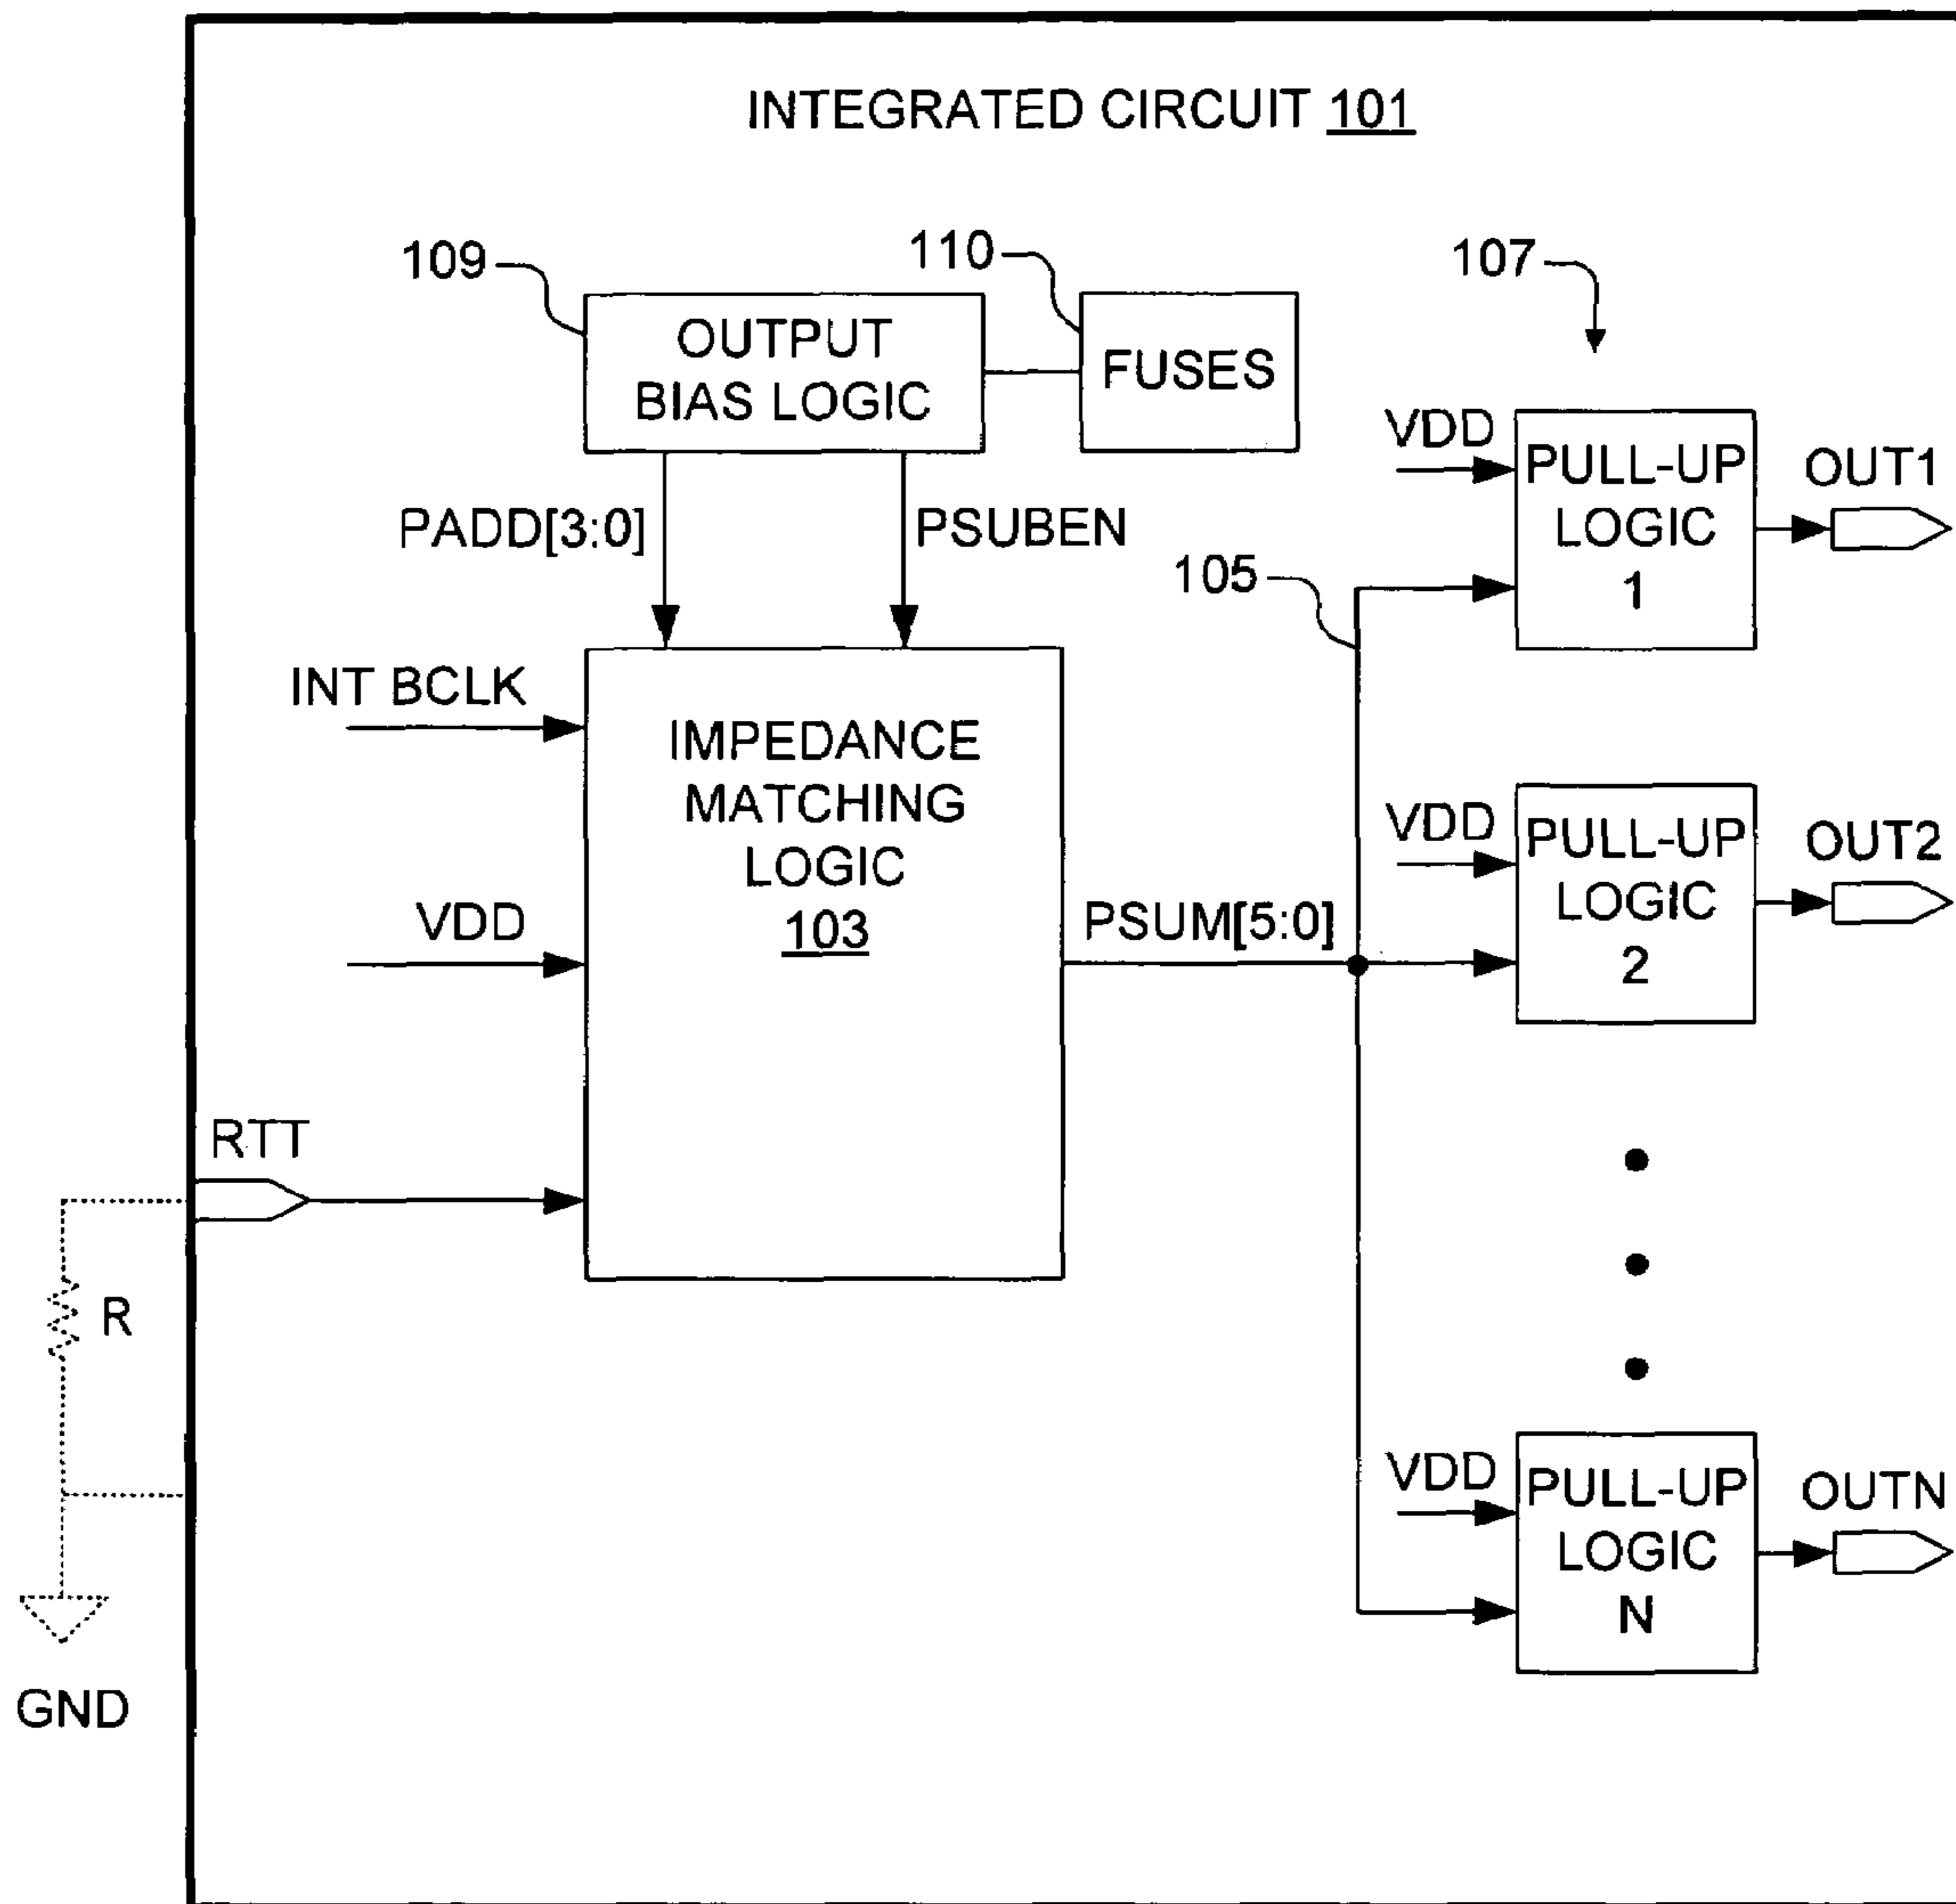 INTEGRATED CIRCUIT 101
109
110
107
OUTPUT
BIAS LOGIC
FUSES
VDD
PULL-UP
LOGIC
1
OUT1
PADD[3:0]
PSUBEN
105
INT BCLK
IMPEDANCE
MATCHING
LOGIC
103
VDD
PSUM[5:0]
VDD
PULL-UP
LOGIC
2
OUT2
RTT
R
GND
VDD
PULL-UP
LOGIC
N
OUTN